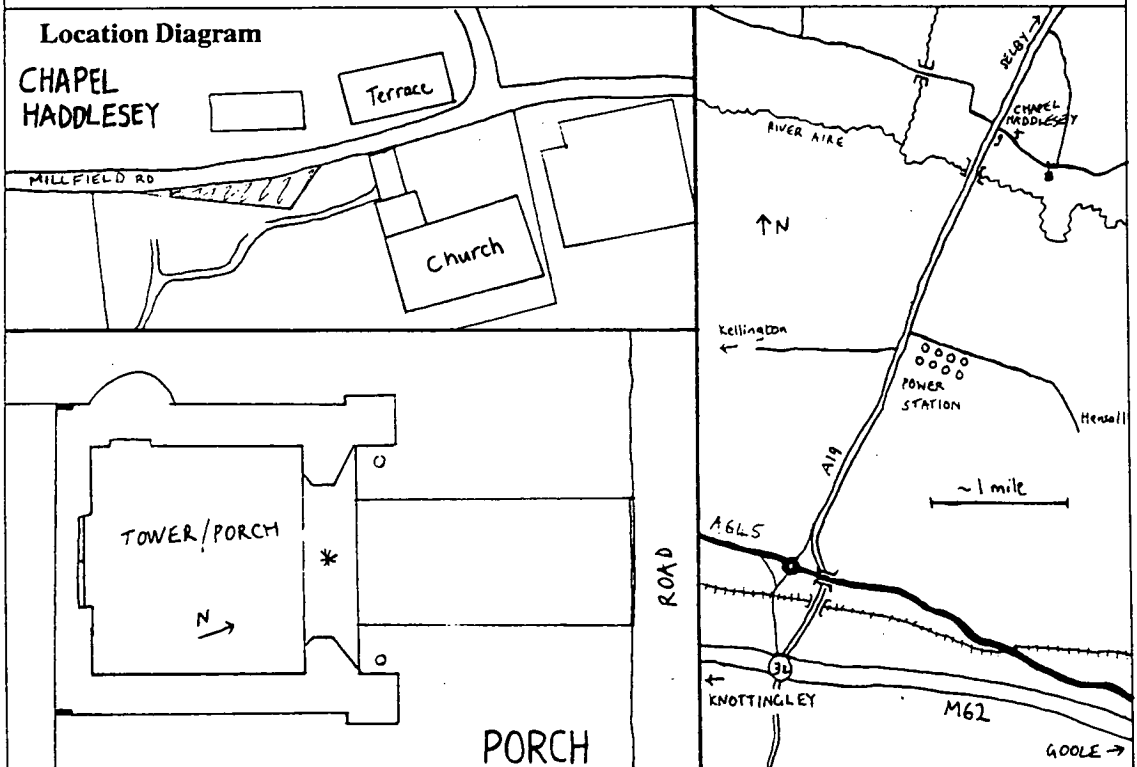 Location Diagram
CHAPEL
HADDLESEY
Terrace
MILLFIELD RD
Church
TOWER/PORCH
*
N
ROAD
PORCH
SELBY →
CHAPEL
HADDLESEY
RIVER AIRE
↑N
Kellington
←
POWER
STATION
Hensall
A19
~1 mile
A645
34
←
KNOTTINGLEY
M62
GOOLE →